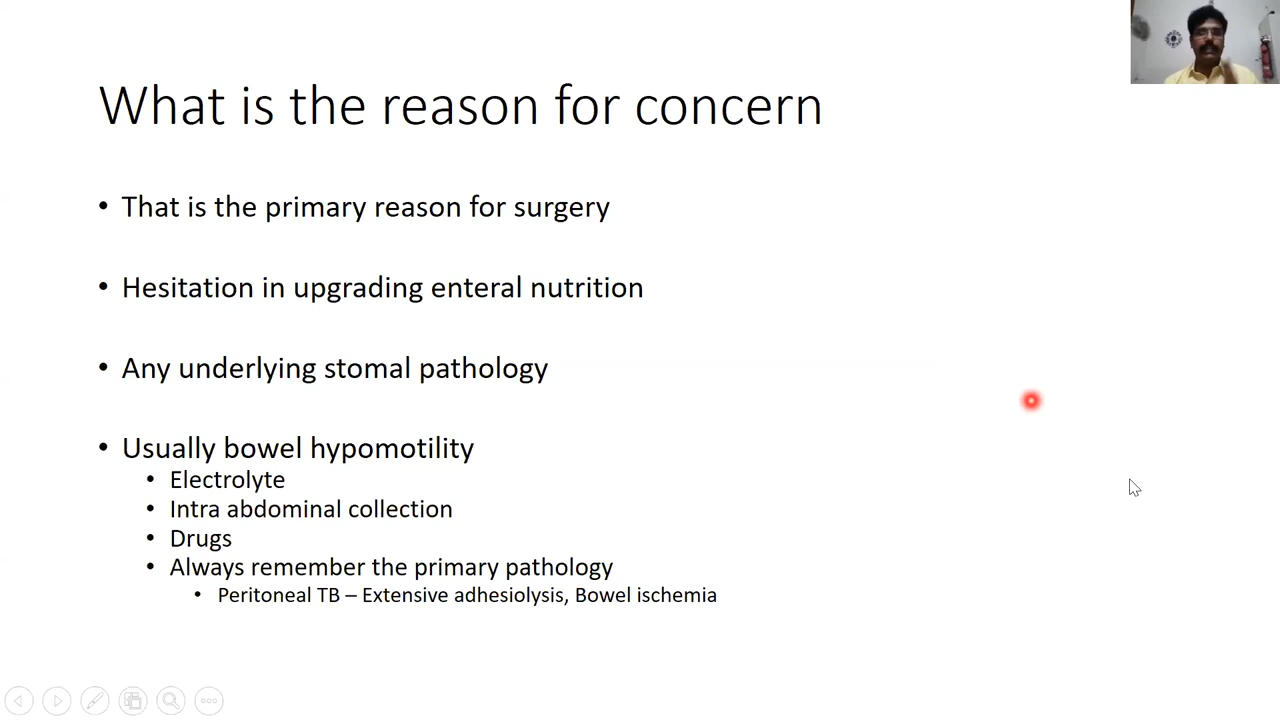 What is the reason for concern
• That is the primary reason for surgery
• Hesitation in upgrading enteral nutrition
• Any underlying stomal pathology
• Usually bowel hypomotility
• Electrolyte
• Intra abdominal collection
• Drugs
• Always remember the primary pathology
• Peritoneal TB – Extensive adhesiolysis, Bowel ischemia